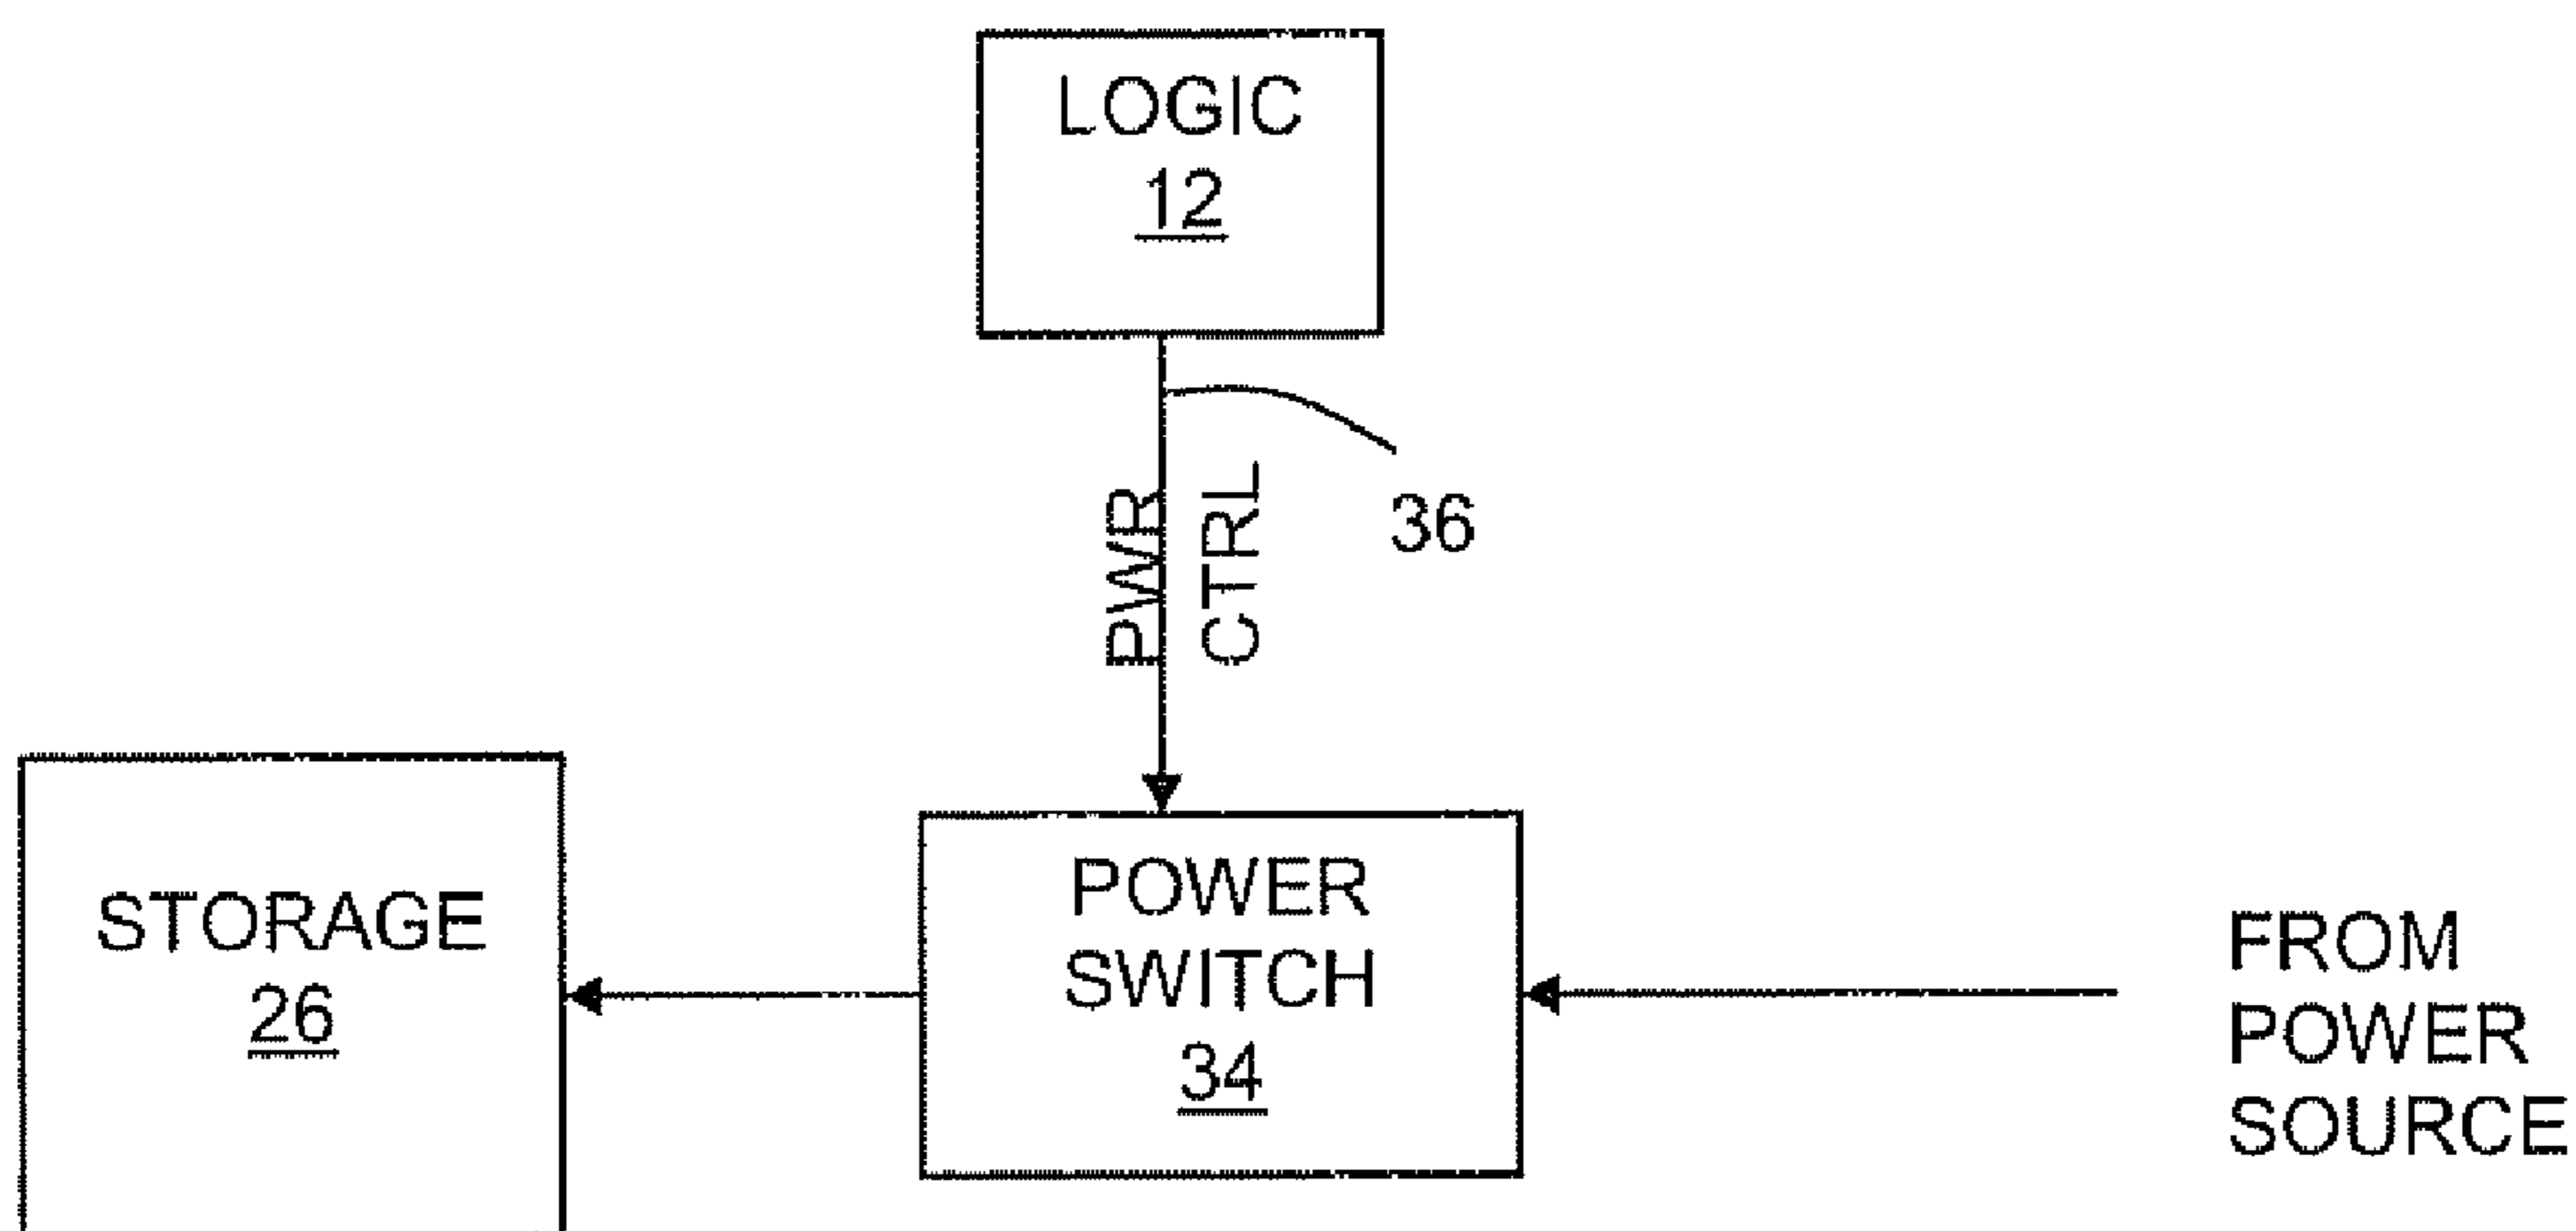 LOGIC
12
PWR
CTRL
36
STORAGE
26
POWER
SWITCH
34
FROM
POWER
SOURCE